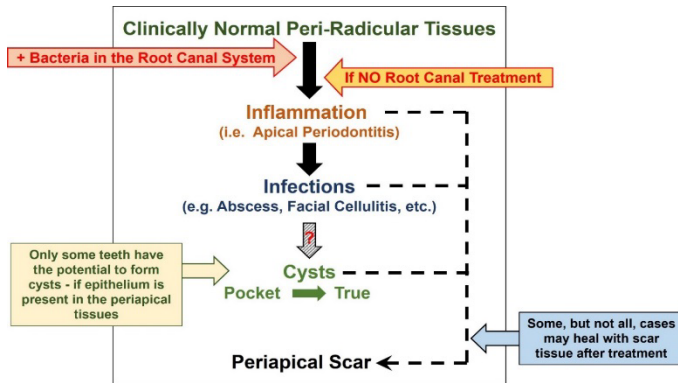 Clinically Normal Peri-Radicular Tissues
+ Bacteria in the Root Canal System
If NO Root Canal Treatment
Inflammation
(i.e. Apical Periodontitis)
Infections
(e.g. Abscess, Facial Cellulitis, etc.)
?
Only some teeth have
the potential to form
cysts - if epithelium is
present in the periapical
tissues
Cysts
Pocket True
Some, but not all, cases
may heal with scar
tissue after treatment
Periapical Scar